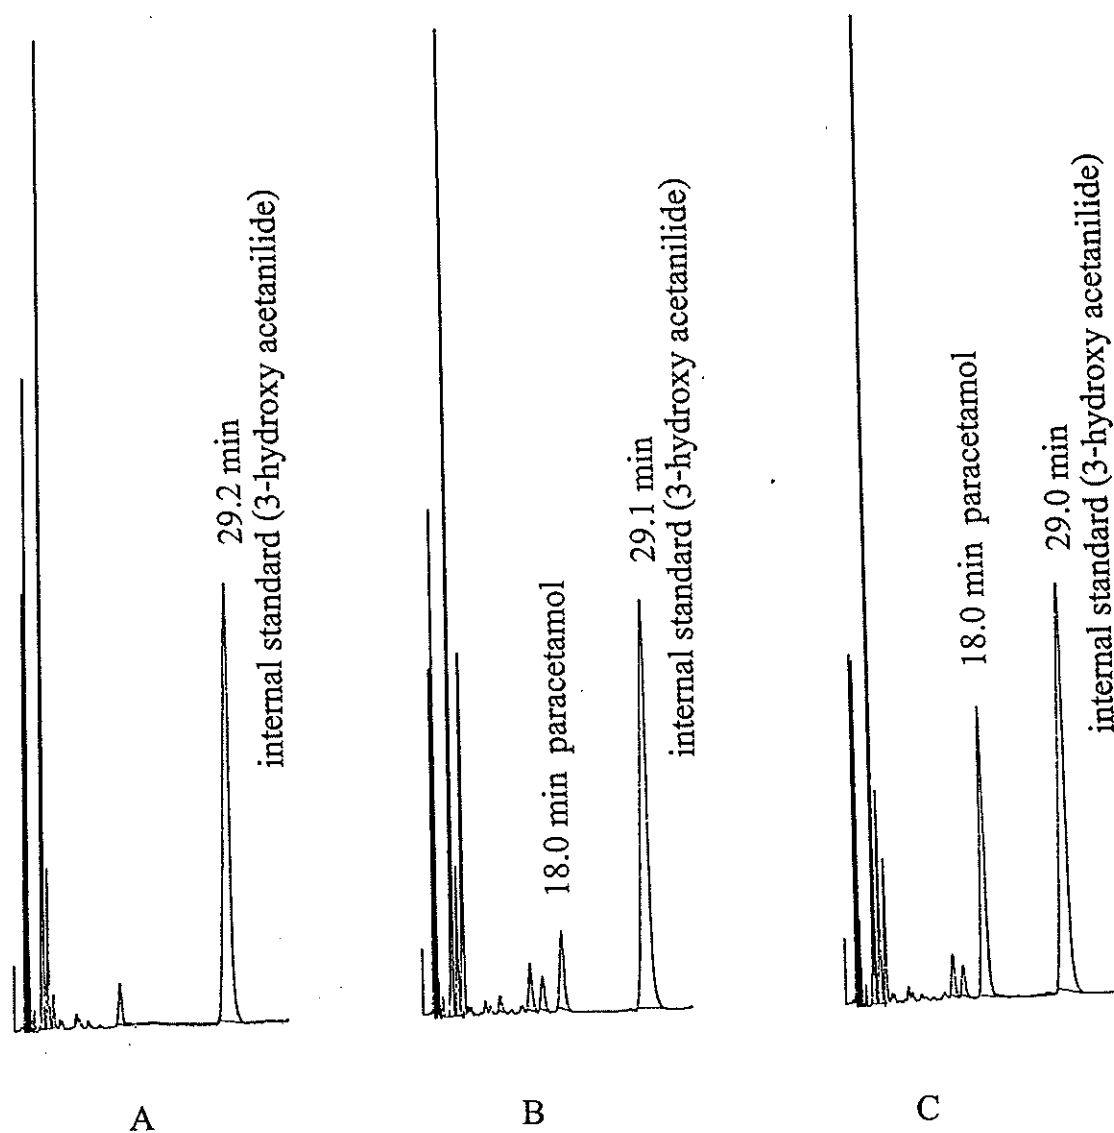 29.2 min
internal standard (3-hydroxy acetanilide)
A
18.0 min paracetamol
29.1 min
internal standard (3-hydroxy acetanilide)
B
18.0 min paracetamol
29.0 min
internal standard (3-hydroxy acetanilide)
C